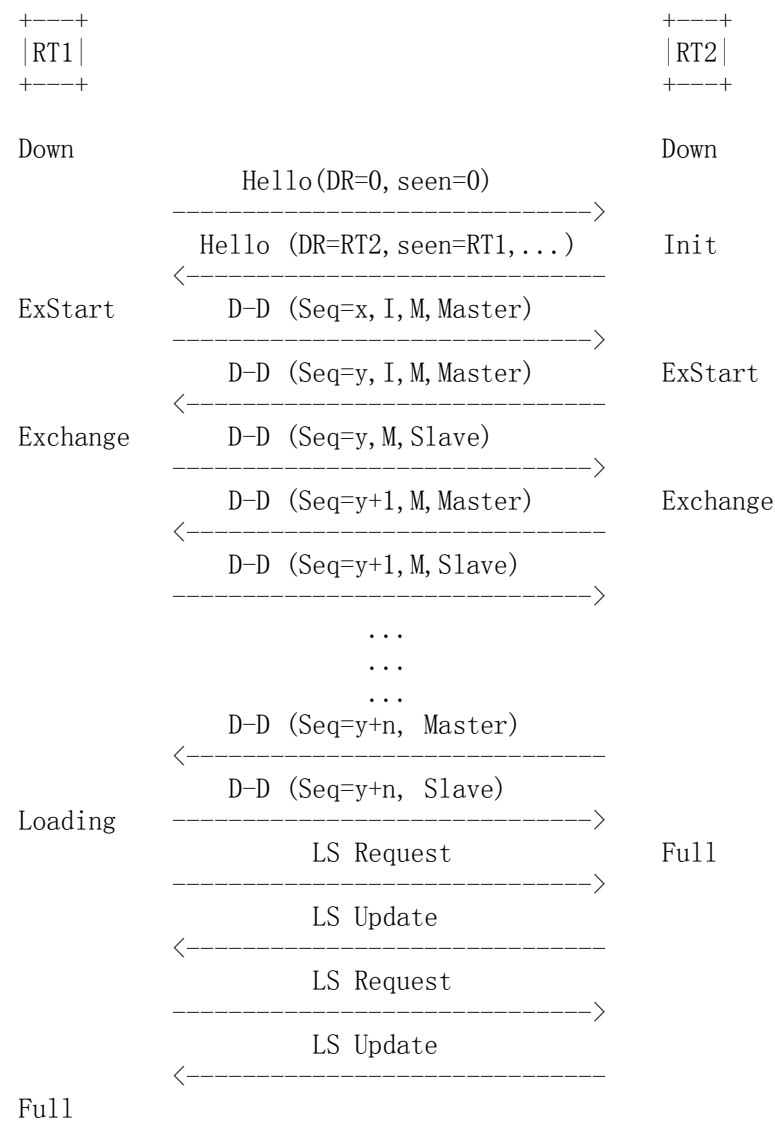 +---+                                         +---+
|RT1|                                         |RT2|
+---+                                         +---+
Down                                          Down
                Hello(DR=0,seen=0)
           ------------------------------>
             Hello (DR=RT2,seen=RT1,...)      Init
           <------------------------------
ExStart        D-D (Seq=x,I,M,Master)
           ------------------------------>
               D-D (Seq=y,I,M,Master)         ExStart
           <------------------------------
Exchange       D-D (Seq=y,M,Slave)
           ------------------------------>
               D-D (Seq=y+1,M,Master)         Exchange
           <------------------------------
               D-D (Seq=y+1,M,Slave)
           ------------------------------>
                         ...
                         ...
                         ...
               D-D (Seq=y+n, Master)
           <------------------------------
               D-D (Seq=y+n, Slave)
Loading    ------------------------------>
                     LS Request               Full
           ------------------------------>
                     LS Update
           <------------------------------
                     LS Request
           ------------------------------>
                     LS Update
           <------------------------------
Full